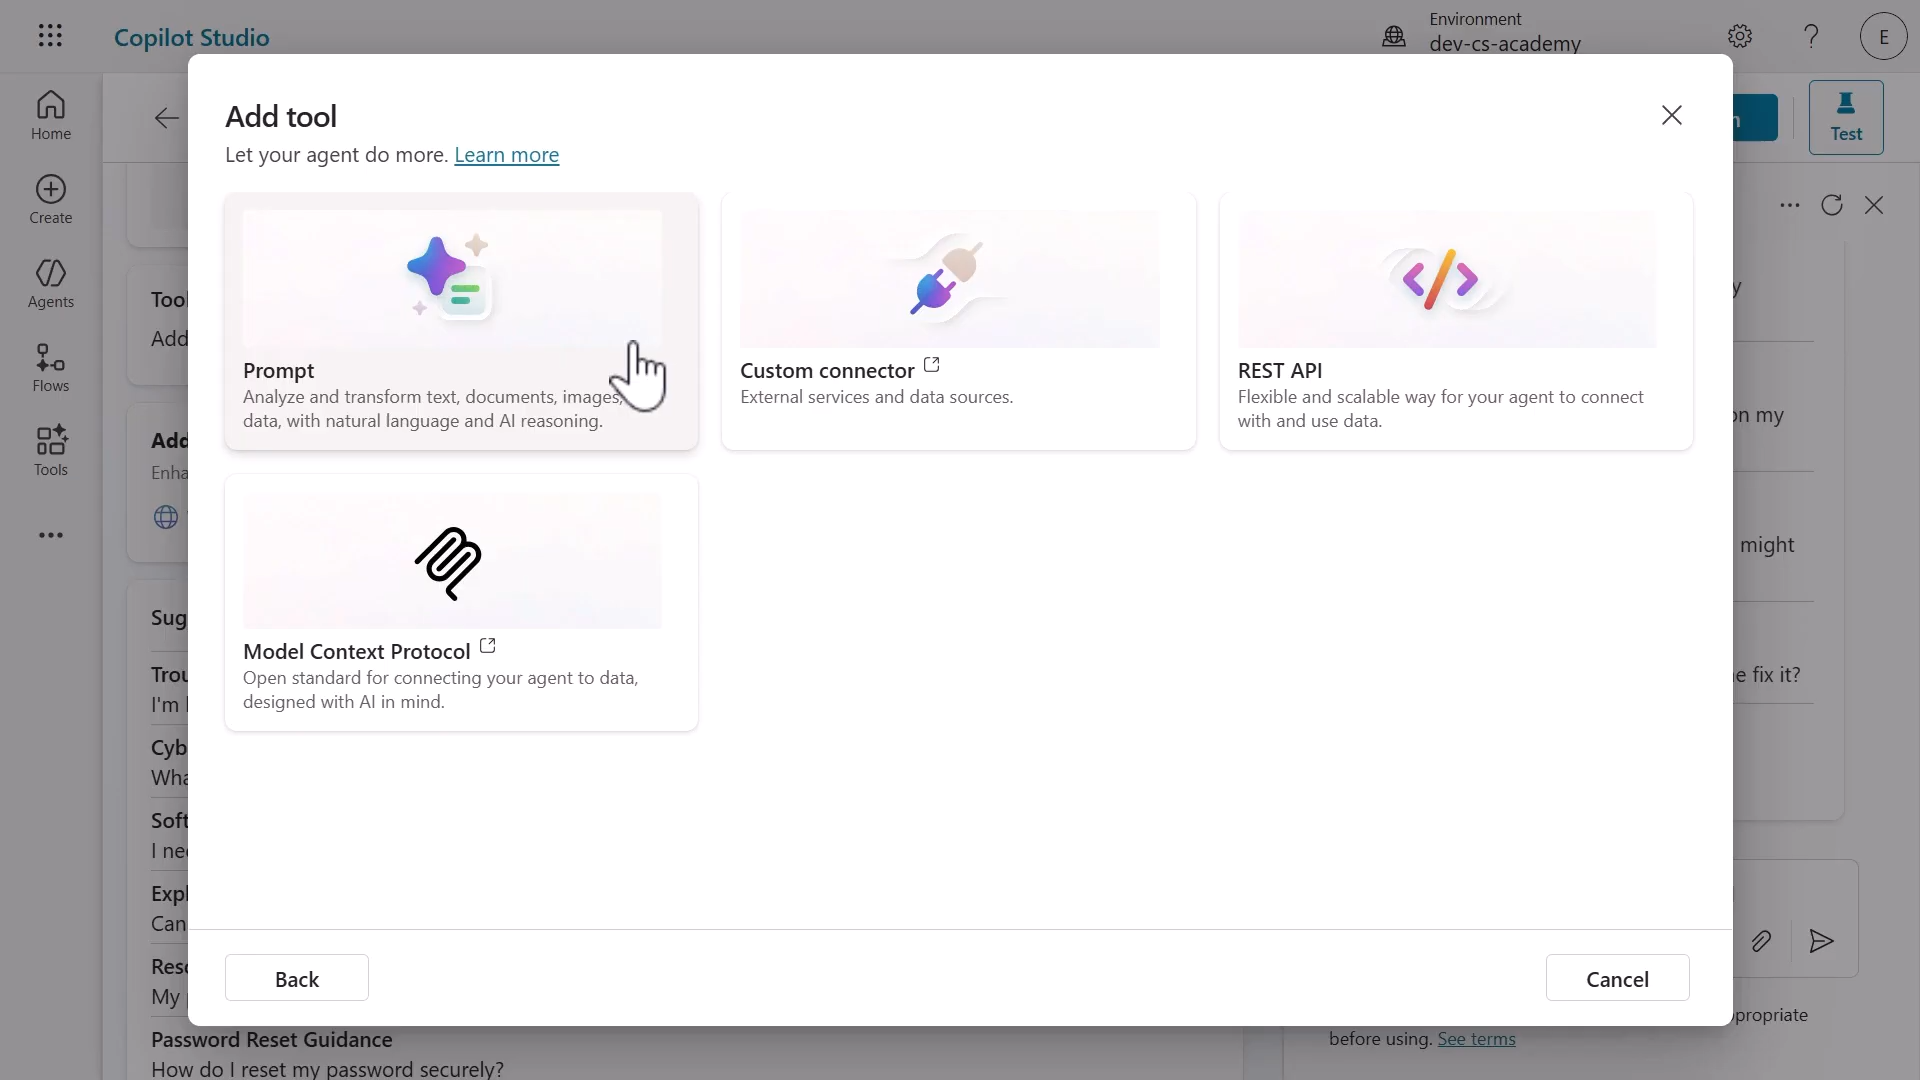 Copilot Studio
Environment
dev-cs-academy
E
Home
Create
Agents
Flows
Tools
Test
Add tool
Let your agent do more. Learn more
Prompt
Analyze and transform text, documents, images,
data, with natural language and AI reasoning.
Custom connector
External services and data sources.
REST API
Flexible and scalable way for your agent to connect
with and use data.
Model Context Protocol
Open standard for connecting your agent to data,
designed with AI in mind.
Back
Cancel
Add
I'm
on my
might
fix it?
Password Reset Guidance
How do I reset my password securely?
before using. See terms